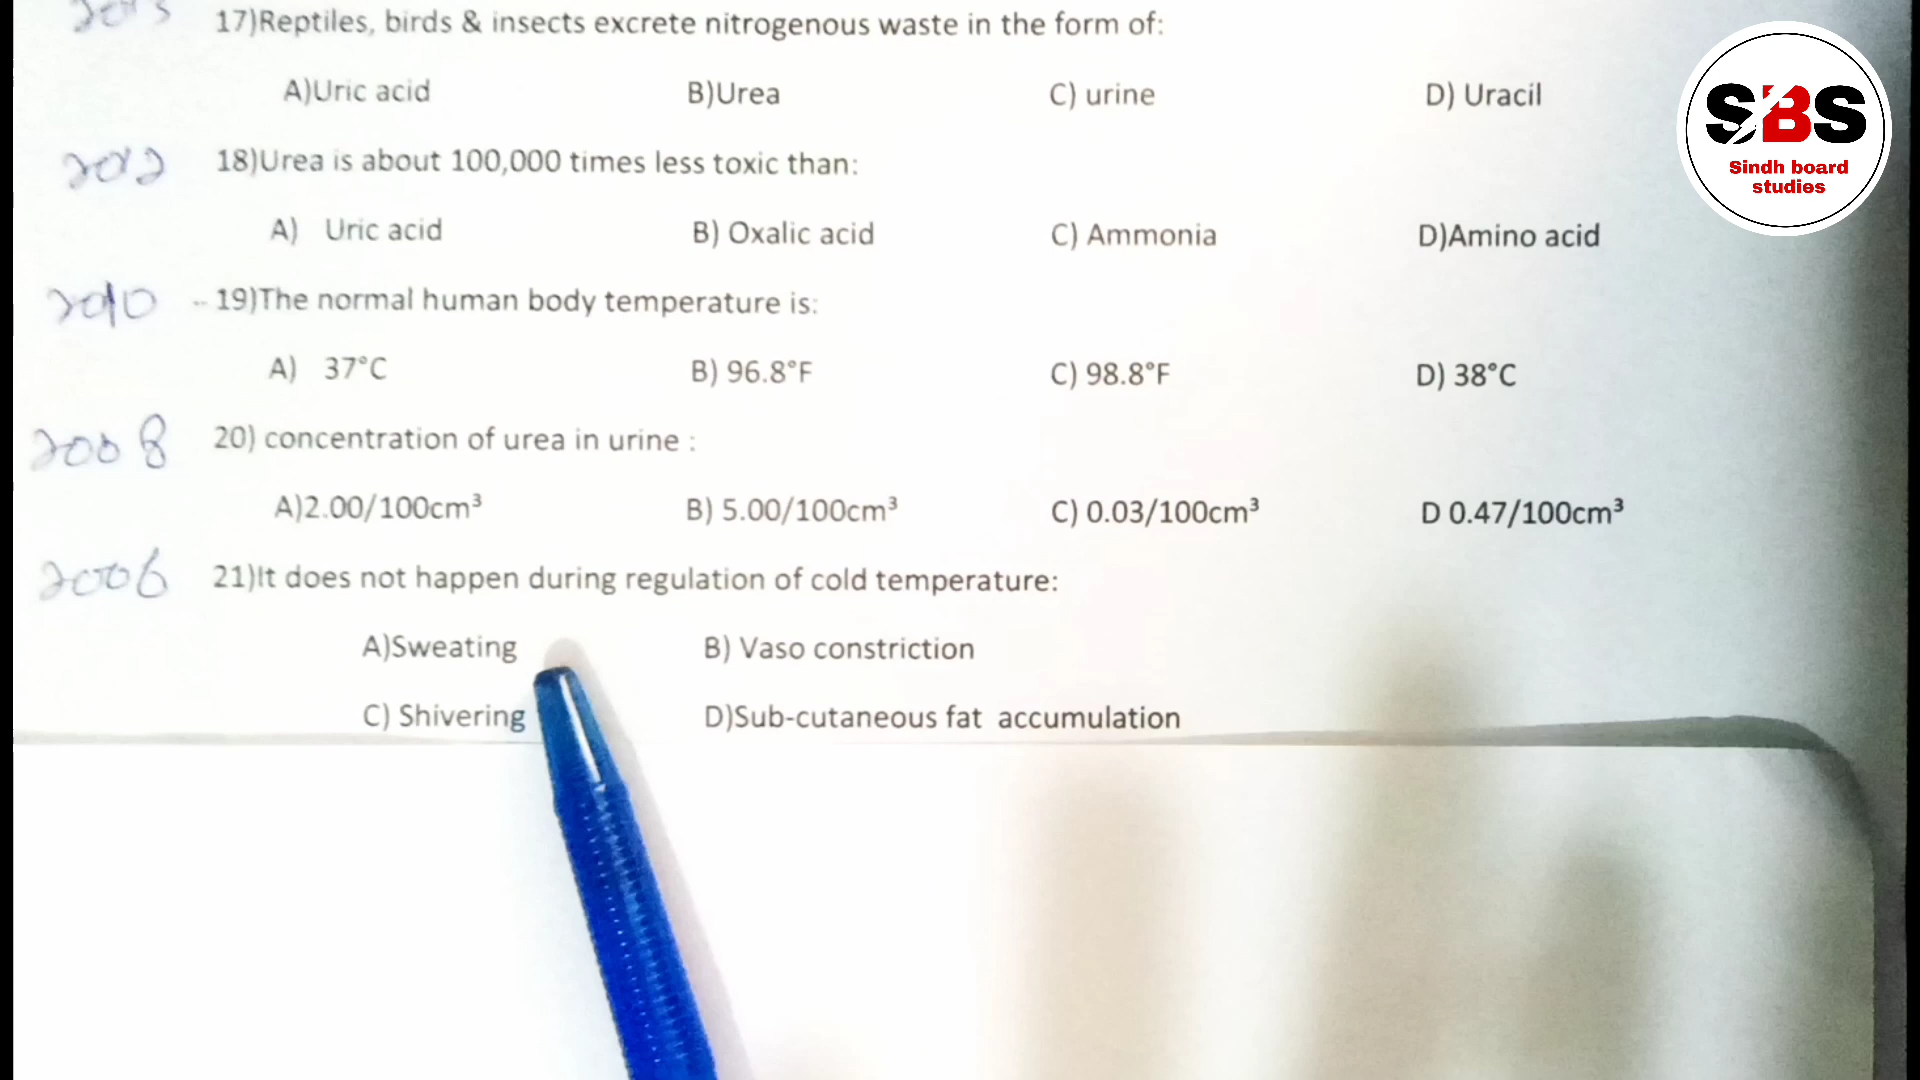 2013 17)Reptiles, birds & insects excrete nitrogenous waste in the form of:
A)Uric acid B)Urea C) urine D) Uracil
2012 18)Urea is about 100,000 times less toxic than:
A) Uric acid B) Oxalic acid C) Ammonia D)Amino acid
2010 19)The normal human body temperature is:
A) 37°C B) 96.8°F C) 98.8°F D) 38°C
2008 20) concentration of urea in urine :
A)2.00/100cm³ B) 5.00/100cm³ C) 0.03/100cm³ D 0.47/100cm³
2006 21)It does not happen during regulation of cold temperature:
A)Sweating B) Vaso constriction
C) Shivering D)Sub-cutaneous fat accumulation
SBS
Sindh board
studies